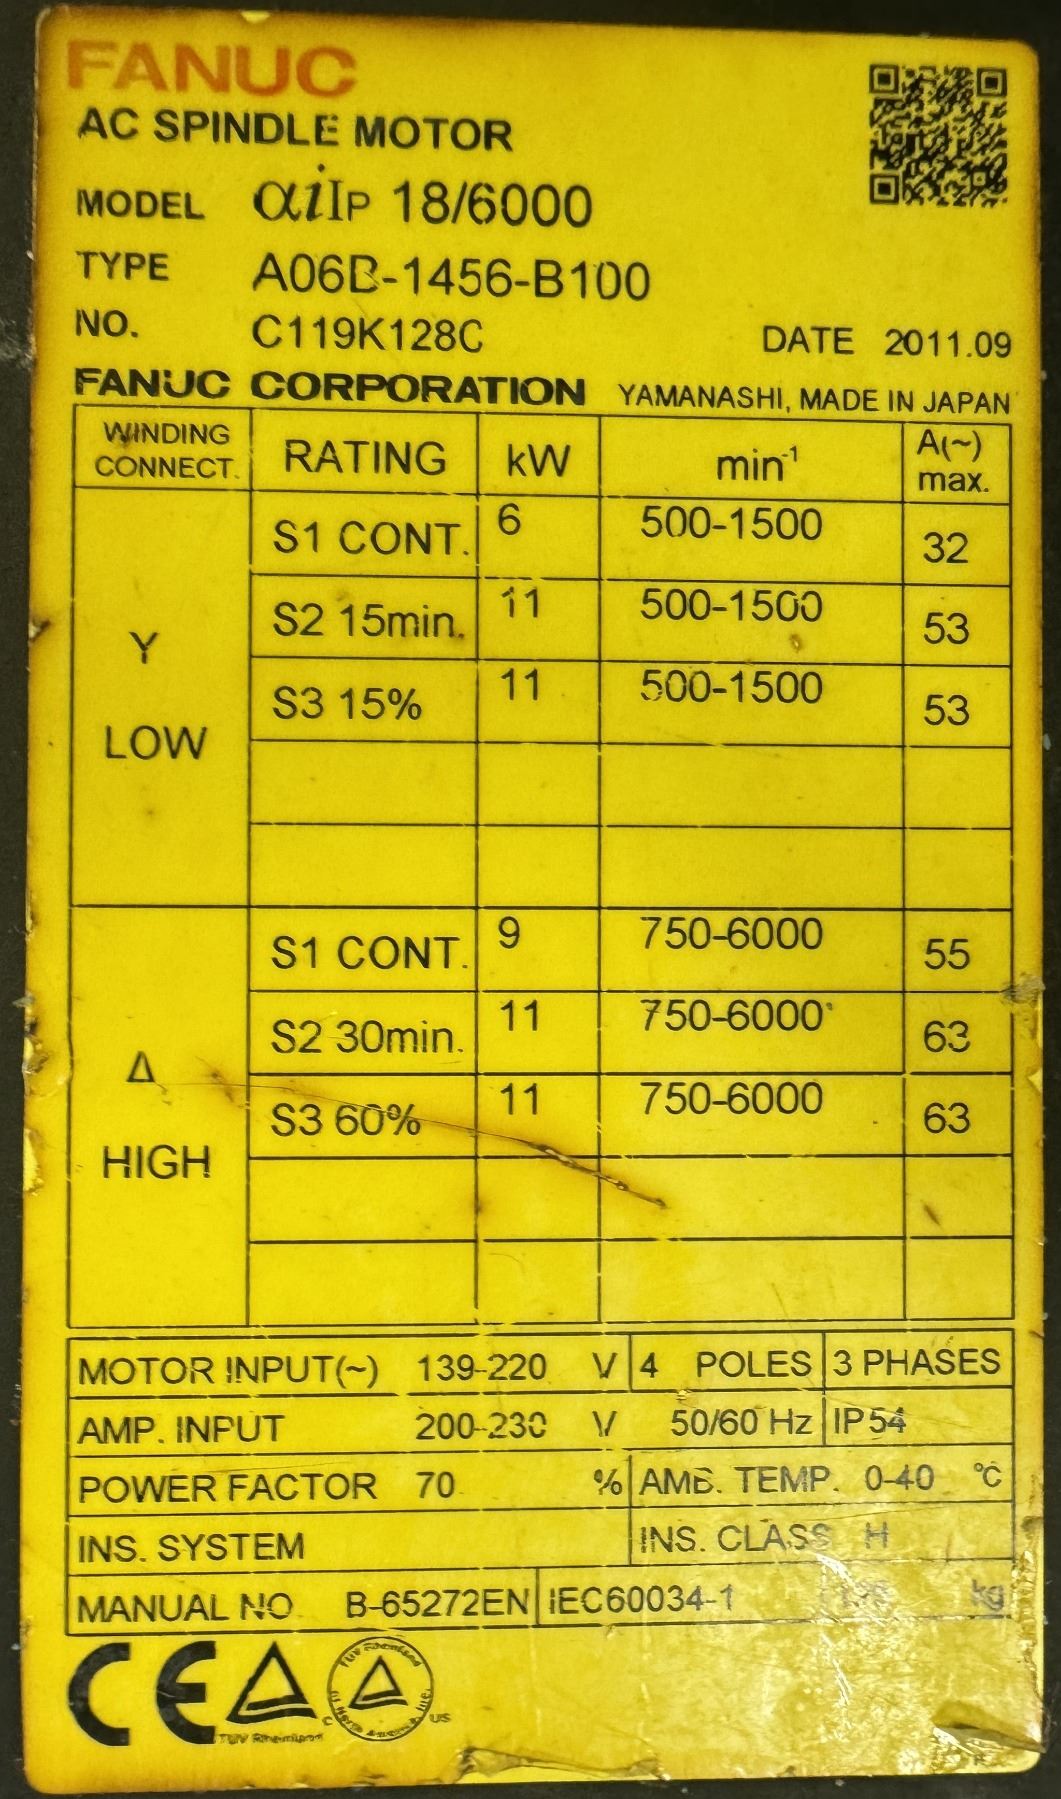 FANUC
AC SPINDLE MOTOR
MODEL αiIP 18/6000
TYPE A06B-1456-B100
NO. C119K128C DATE 2011.09
FANUC CORPORATION YAMANASHI, MADE IN JAPAN
WINDING CONNECT. RATING kW min-1 A(~) max.
Y LOW
S1 CONT. 6 500-1500 32
S2 15min. 11 500-1500 53
S3 15% 11 500-1500 53
Δ HIGH
S1 CONT. 9 750-6000 55
S2 30min. 11 750-6000 63
S3 60% 11 750-6000 63
MOTOR INPUT(~) 139-220 V 4 POLES 3 PHASES
AMP. INPUT 200-230 V 50/60 Hz IP54
POWER FACTOR 70 % AMB. TEMP. 0-40 °C
INS. SYSTEM INS. CLASS H
MANUAL NO B-65272EN IEC60034-1 kg
CE
TÜV Rheinland
TÜV Rheinland
C US